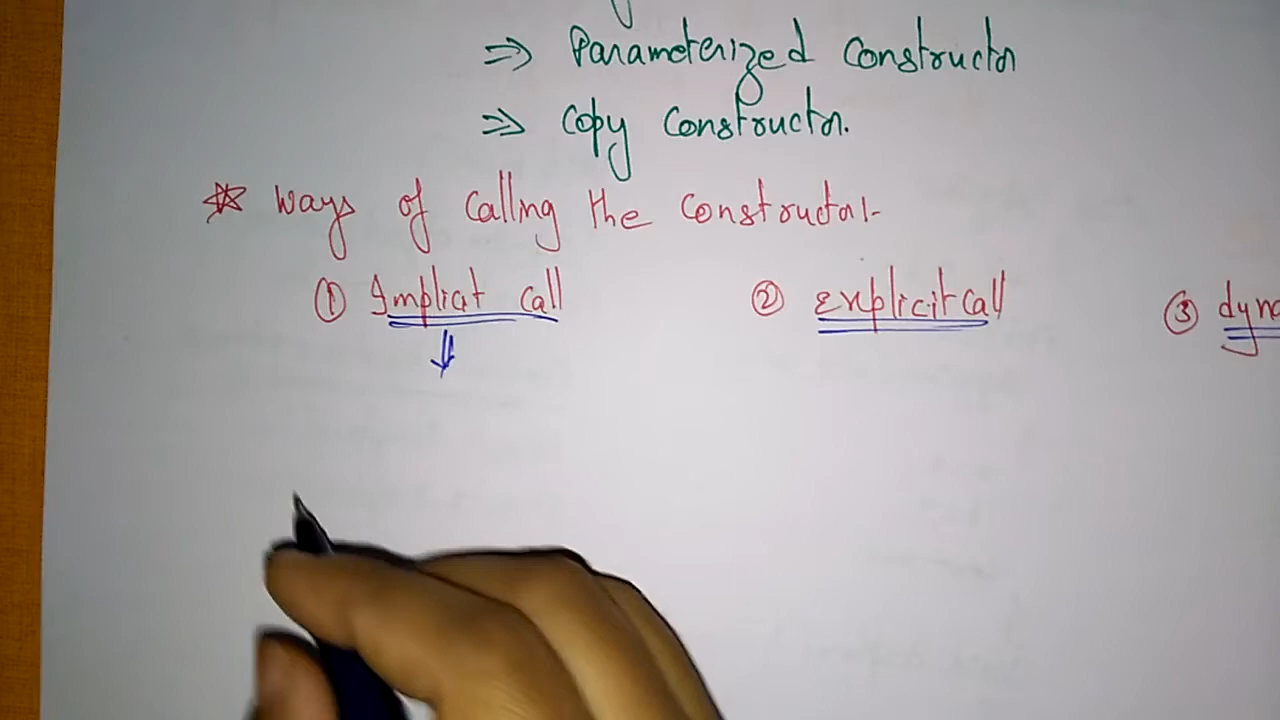 ⇒ Parameterized Constructor
⇒ Copy Constructor.
☆ Ways of calling the constructor:-
① Implicit call ② explicit call ③